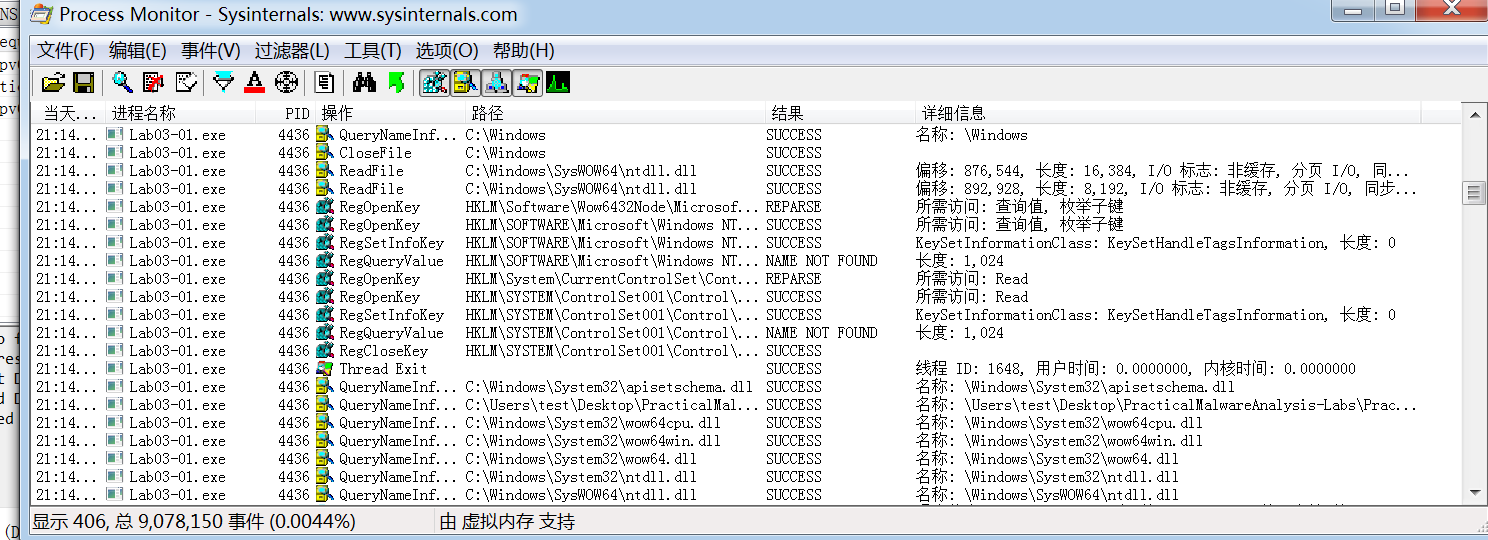 Process Monitor - Sysinternals: www.sysinternals.com
文件(F) 编辑(E) 事件(V) 过滤器(L) 工具(T) 选项(O) 帮助(H)
当天... 进程名称 PID 操作 路径 结果 详细信息
21:14... Lab03-01.exe 4436 QueryNameInf... C:\Windows SUCCESS 名称: \Windows
21:14... Lab03-01.exe 4436 CloseFile C:\Windows SUCCESS
21:14... Lab03-01.exe 4436 ReadFile C:\Windows\SysWOW64\ntdll.dll SUCCESS 偏移: 876,544, 长度: 16,384, I/O 标志: 非缓存, 分页 I/O, 同...
21:14... Lab03-01.exe 4436 ReadFile C:\Windows\SysWOW64\ntdll.dll SUCCESS 偏移: 892,928, 长度: 8,192, I/O 标志: 非缓存, 分页 I/O, 同步...
21:14... Lab03-01.exe 4436 RegOpenKey HKLM\Software\Wow6432Node\Microsof... REPARSE 所需访问: 查询值, 枚举子键
21:14... Lab03-01.exe 4436 RegOpenKey HKLM\SOFTWARE\Microsoft\Windows NT... SUCCESS 所需访问: 查询值, 枚举子键
21:14... Lab03-01.exe 4436 RegSetInfoKey HKLM\SOFTWARE\Microsoft\Windows NT... SUCCESS KeySetInformationClass: KeySetHandleTagsInformation, 长度: 0
21:14... Lab03-01.exe 4436 RegQueryValue HKLM\SOFTWARE\Microsoft\Windows NT... NAME NOT FOUND 长度: 1,024
21:14... Lab03-01.exe 4436 RegOpenKey HKLM\System\CurrentControlSet\Cont... REPARSE 所需访问: Read
21:14... Lab03-01.exe 4436 RegOpenKey HKLM\SYSTEM\ControlSet001\Control\... SUCCESS 所需访问: Read
21:14... Lab03-01.exe 4436 RegSetInfoKey HKLM\SYSTEM\ControlSet001\Control\... SUCCESS KeySetInformationClass: KeySetHandleTagsInformation, 长度: 0
21:14... Lab03-01.exe 4436 RegQueryValue HKLM\SYSTEM\ControlSet001\Control\... NAME NOT FOUND 长度: 1,024
21:14... Lab03-01.exe 4436 RegCloseKey HKLM\SYSTEM\ControlSet001\Control\... SUCCESS
21:14... Lab03-01.exe 4436 Thread Exit SUCCESS 线程 ID: 1648, 用户时间: 0.0000000, 内核时间: 0.0000000
21:14... Lab03-01.exe 4436 QueryNameInf... C:\Windows\System32\apisetschema.dll SUCCESS 名称: \Windows\System32\apisetschema.dll
21:14... Lab03-01.exe 4436 QueryNameInf... C:\Users\test\Desktop\PracticalMal... SUCCESS 名称: \Users\test\Desktop\PracticalMalwareAnalysis-Labs\Prac...
21:14... Lab03-01.exe 4436 QueryNameInf... C:\Windows\System32\wow64cpu.dll SUCCESS 名称: \Windows\System32\wow64cpu.dll
21:14... Lab03-01.exe 4436 QueryNameInf... C:\Windows\System32\wow64win.dll SUCCESS 名称: \Windows\System32\wow64win.dll
21:14... Lab03-01.exe 4436 QueryNameInf... C:\Windows\System32\wow64.dll SUCCESS 名称: \Windows\System32\wow64.dll
21:14... Lab03-01.exe 4436 QueryNameInf... C:\Windows\System32\ntdll.dll SUCCESS 名称: \Windows\System32\ntdll.dll
21:14... Lab03-01.exe 4436 QueryNameInf... C:\Windows\SysWOW64\ntdll.dll SUCCESS 名称: \Windows\SysWOW64\ntdll.dll
显示 406, 总 9,078,150 事件 (0.0044%) 由 虚拟内存 支持